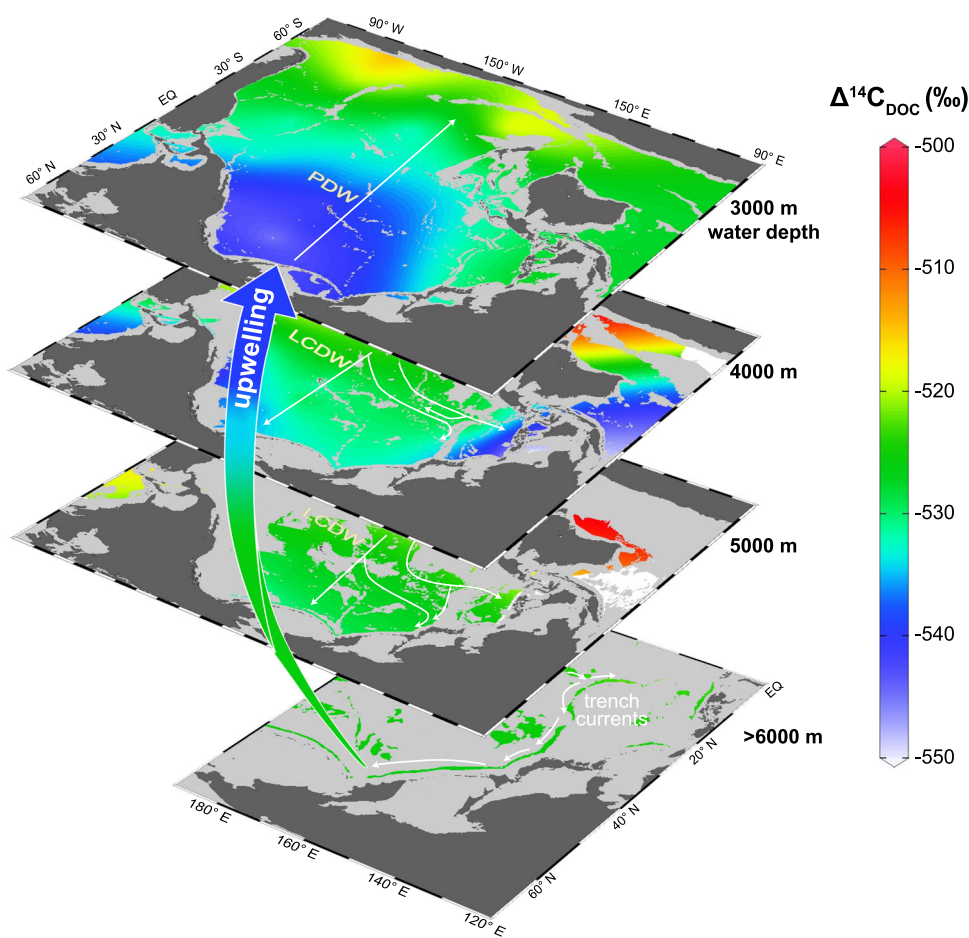 90° W
60° S
150° W
30° S
150° E
EQ
30° N
90° E
60° N
Δ¹⁴C_DOC (‰)
-500
-510
-520
-530
-540
-550
PDW
3000 m
water depth
upwelling
LCDW
4000 m
LCDW
5000 m
trench
currents
EQ
>6000 m
20° N
180° E
40° N
160° E
140° E
60° N
120° E